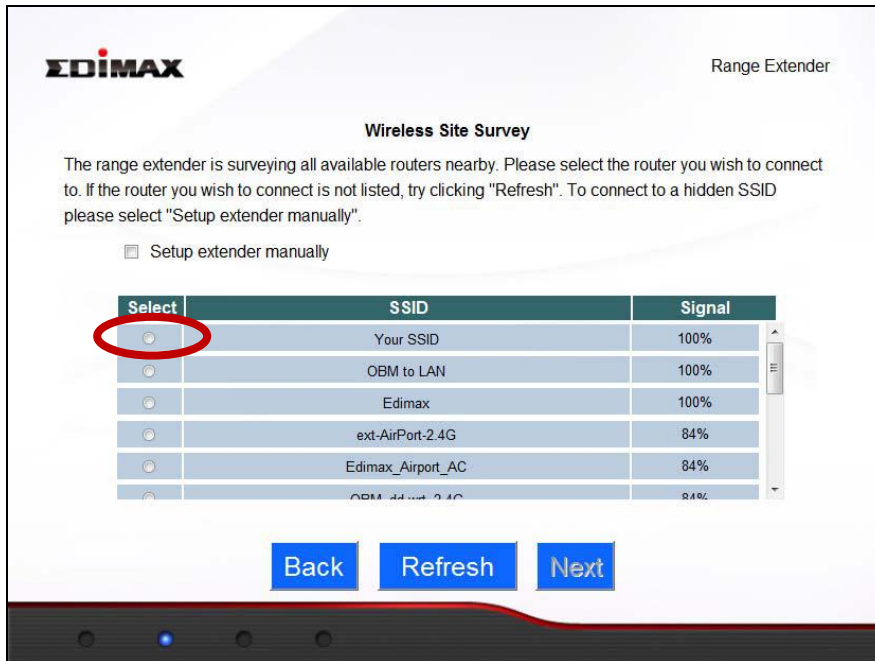 EDIMAX
Range Extender
Wireless Site Survey
The range extender is surveying all available routers nearby. Please select the router you wish to connect
to. If the router you wish to connect is not listed, try clicking "Refresh". To connect to a hidden SSID
please select "Setup extender manually".
Setup extender manually
Select SSID Signal
Your SSID 100%
OBM to LAN 100%
Edimax 100%
ext-AirPort-2.4G 84%
Edimax_Airport_AC 84%
84%
Back Refresh Next